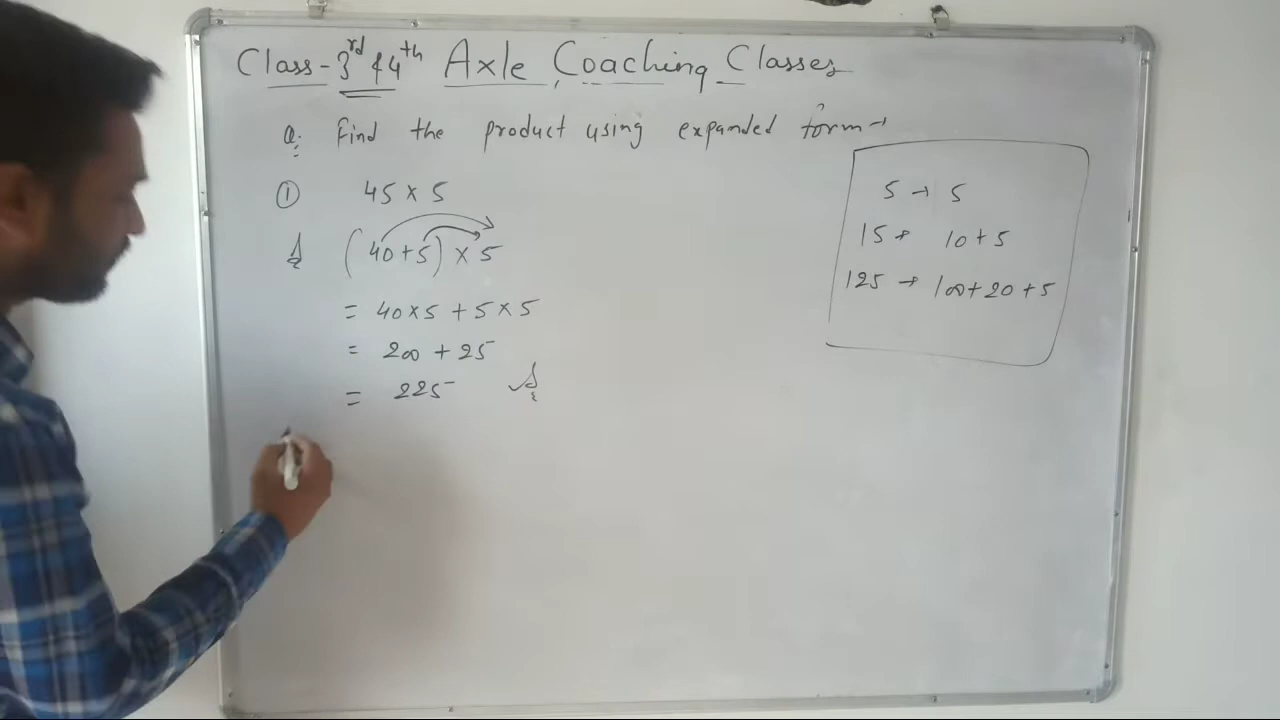 Class-3rd & 4th Axle Coaching Classes
Q: Find the product using expanded form→
① 45 × 5
(40+5) × 5
= 40×5 + 5×5
= 200 + 25
= 225
5 → 5
15 → 10+5
125 → 100+20+5